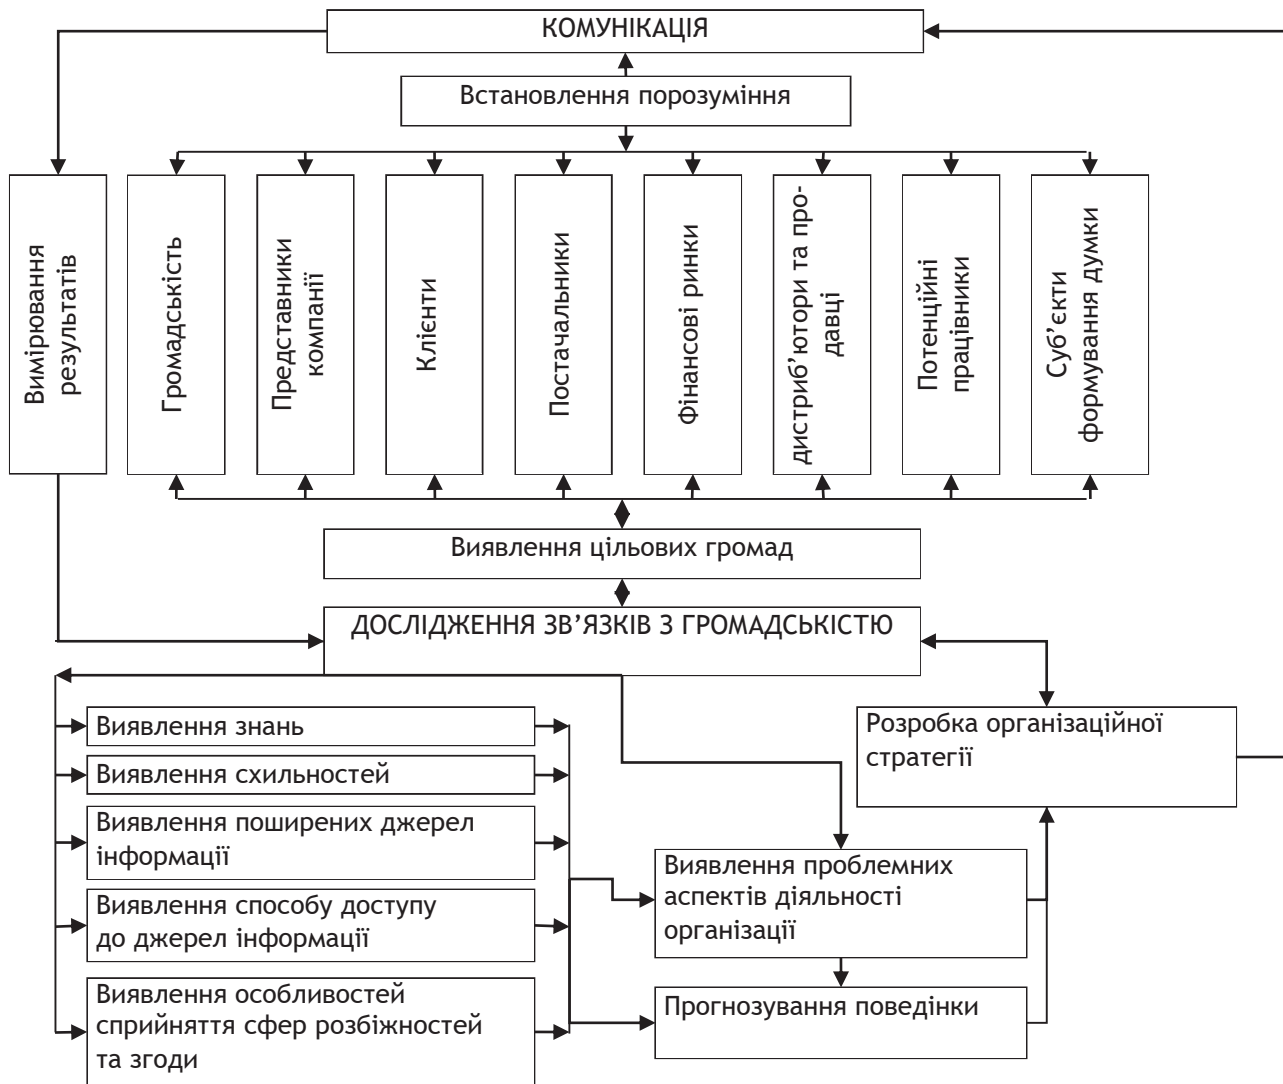 КОМУНІКАЦІЯ
Встановлення порозуміння
Вимірювання
результатів
Громадськість
Представники
компанії
Клієнти
Постачальники
Фінансові ринки
дистриб’ютори та про-
давці
Потенційні
працівники
Суб’єкти
формування думки
Виявлення цільових громад
ДОСЛІДЖЕННЯ ЗВ’ЯЗКІВ З ГРОМАДСЬКІСТЮ
Виявлення знань
Виявлення схильностей
Виявлення поширених джерел
інформації
Виявлення способу доступу
до джерел інформації
Виявлення особливостей
сприйняття сфер розбіжностей
та згоди
Розробка організаційної
стратегії
Виявлення проблемних
аспектів діяльності
організації
Прогнозування поведінки